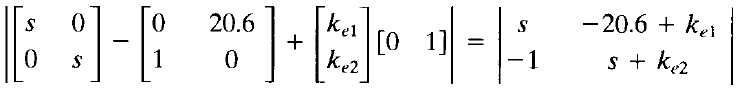 | [ s 0 ; 0 s ] − [ 0 20.6 ; 1 0 ] + [ k_e1 ; k_e2 ] [0 1] | = | s −20.6 + k_e1 ; −1 s + k_e2 |